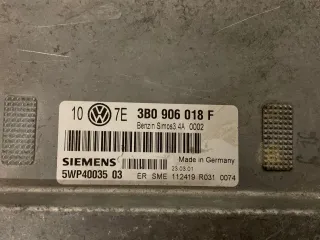 10 7E 3B0 906 018 F
Benzin Simos3.4A 0002
SIEMENS Made in Germany
23.03.01
5WP40035 03 ER SME 112419 R031 0074